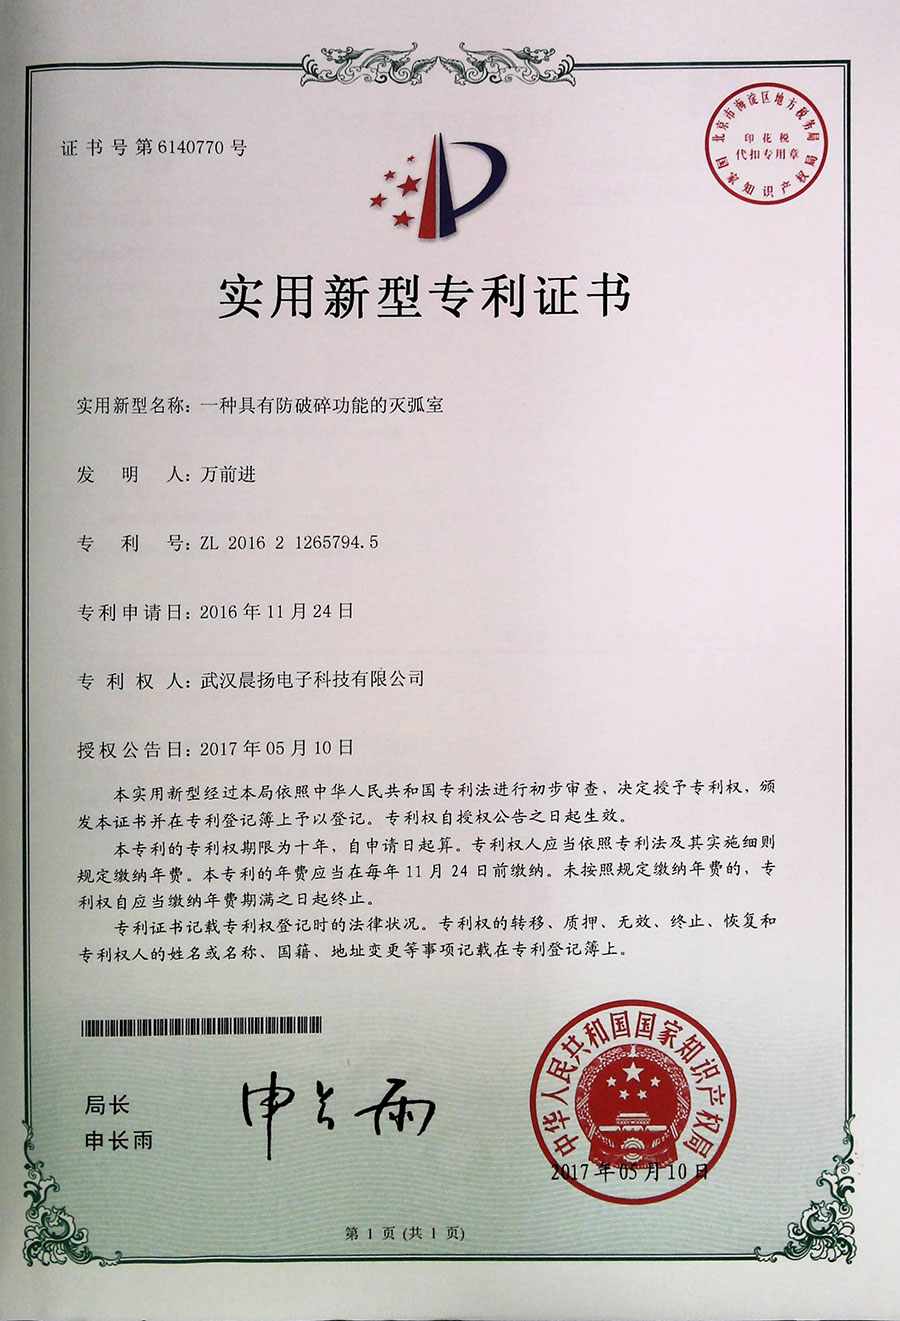 证书号第6140770号
北京市海淀区地方税务局
印花税
代扣专用章
国家知识产权局
实用新型专利证书
实用新型名称：一种具有防破碎功能的灭弧室
发明人：万前进
专利号：ZL 2016 2 1265794.5
专利申请日：2016年11月24日
专利权人：武汉晨扬电子科技有限公司
授权公告日：2017年05月10日
本实用新型经过本局依照中华人民共和国专利法进行初步审查，决定授予专利权，颁
发本证书并在专利登记簿上予以登记。专利权自授权公告之日起生效。
本专利的专利权期限为十年，自申请日起算。专利权人应当依照专利法及其实施细则
规定缴纳年费。本专利的年费应当在每年11月24日前缴纳。未按照规定缴纳年费的，专
利权自应当缴纳年费期满之日起终止。
专利证书记载专利权登记时的法律状况。专利权的转移、质押、无效、终止、恢复和
专利权人的姓名或名称、国籍、地址变更等事项记载在专利登记簿上。
局长
申长雨
申长雨
中华人民共和国国家知识产权局
2017年05月10日
第1页(共1页)